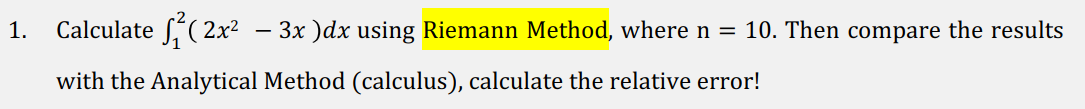 1. Calculate ∫₁²( 2x² − 3x )dx using Riemann Method, where n = 10. Then compare the results
with the Analytical Method (calculus), calculate the relative error!